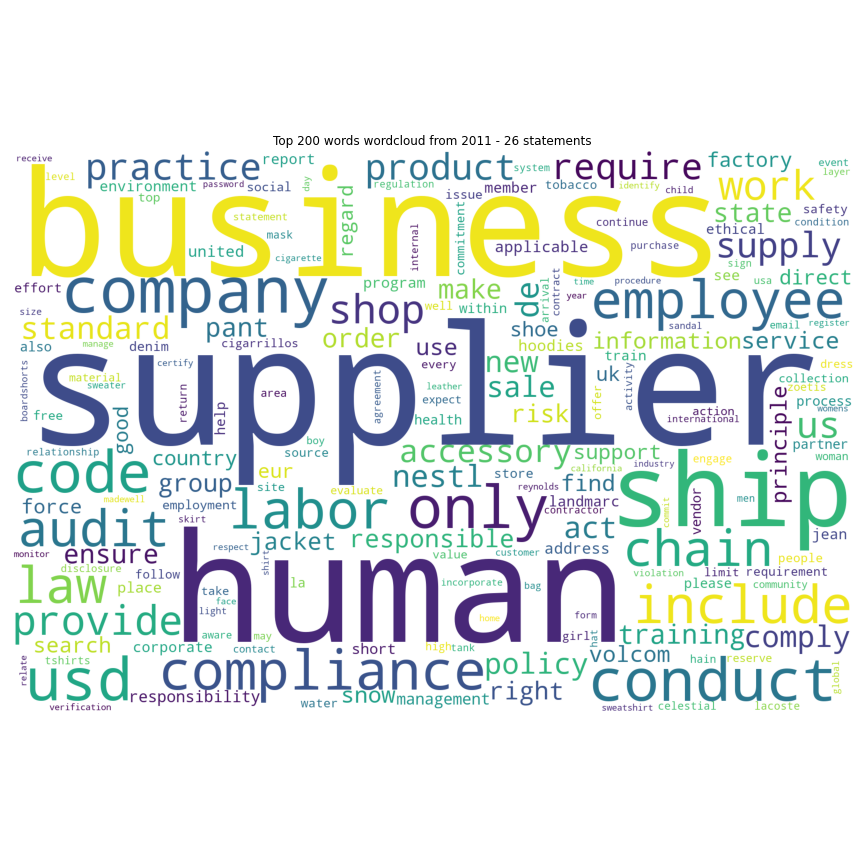 Top 200 words wordcloud from 2011 - 26 statements
receive
practice
report
product
system
require
factory
event
layer
level
environment
password
social
day
regulation
issue
member
tobacco
identify
child
work
business
top
statement
regard
internal
commitment
continue
state
safety
condition
ethical
mask
united
cigarette
applicable
purchase
supply
sign
effort
company
program
make
within
de
arrival
contract
time
procedure
see
usa
direct
year
employee
email
register
size
shop
well
standard
pant
order
shoe
sandal
also
manage
denim
cigarrillos
use
hoodies
information
service
every
new
uk
train
supplier
boardshorts
material
sweater
certify
return
help
area
agreement
leather
expect
sale
offer
activity
action
international
collection
zoetis
dress
process
womens
free
good
health
risk
principle
us
relationship
country
boy
source
accessory
support
partner
woman
code
group
eur
site
nestl
store
california
find
industry
engage
ship
force
madewell
employment
evaluate
labor
only
reynolds
contractor
landmarc
commit
vendor
men
audit
skirt
jacket
responsible
act
address
jean
monitor
ensure
respect
shirt
value
customer
chain
people
limit
requirement
law
disclosure
follow
place
human
la
incorporate
bag
violation
please
community
take
face
light
include
provide
aware
may
home
form
girl
hat
training
comply
search
corporate
contact
short
high
tank
volcom
hain
reserve
global
relate
tshirts
usd
compliance
policy
conduct
responsibility
snow
management
right
verification
water
sweatshirt
celestial
lacoste